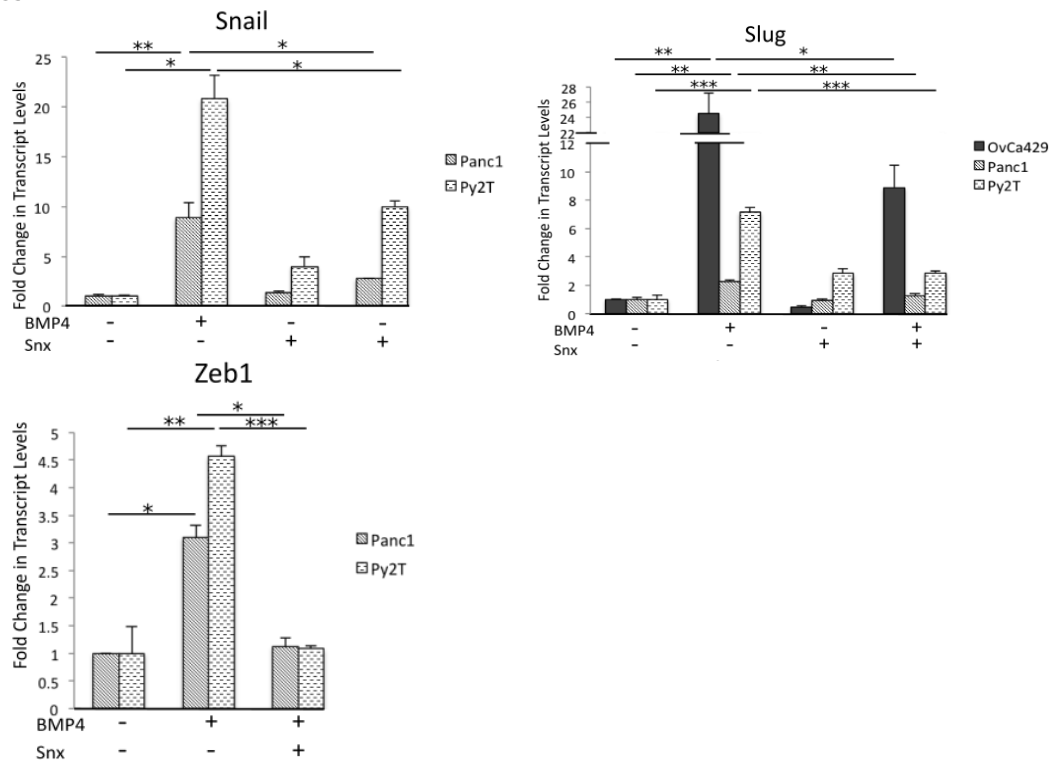 Snail
** *
* *
Fold Change in Transcript Levels
25
20
15
10
5
0
Panc1
Py2T
BMP4 - + - -
Snx - - + +
Slug
** *
** **
*** ***
Fold Change in Transcript Levels
28
26
24
22
12
10
8
6
4
2
0
OvCa429
Panc1
Py2T
BMP4 - + - +
Snx - - + +
Zeb1
*
** ***
*
Fold Change in Transcript Levels
5
4.5
4
3.5
3
2.5
2
1.5
1
0.5
0
Panc1
Py2T
BMP4 - + +
Snx - - +